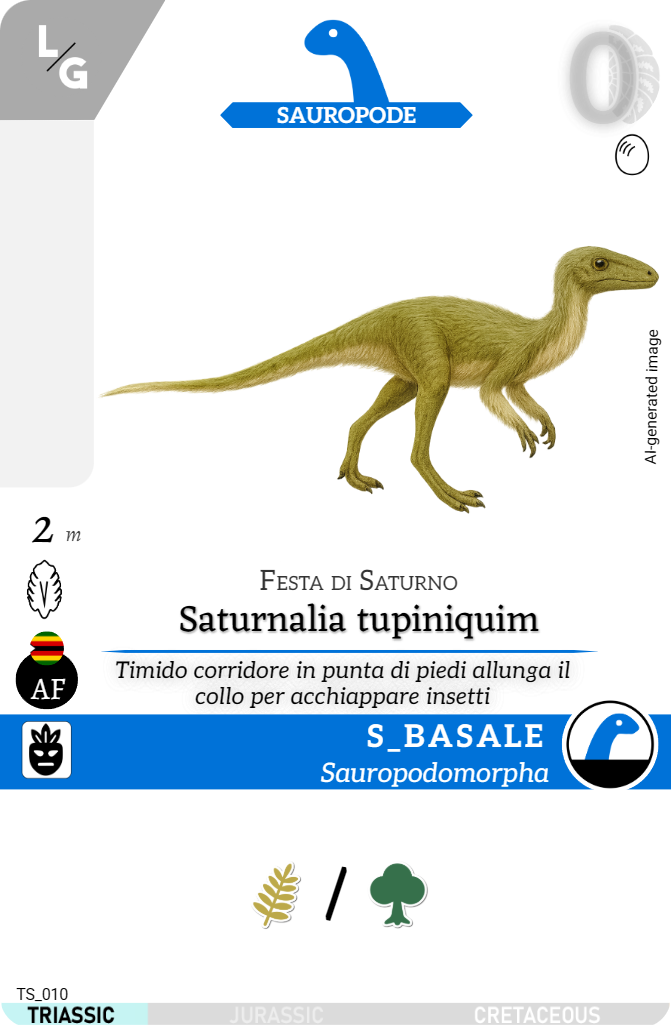 L/G
SAUROPODE
0
AI-generated image
2 m
FESTA DI SATURNO
Saturnalia tupiniquim
Timido corridore in punta di piedi allunga il
collo per acchiappare insetti
AF
S_BASALE
Sauropodomorpha
/
TS_010
TRIASSIC JURASSIC CRETACEOUS